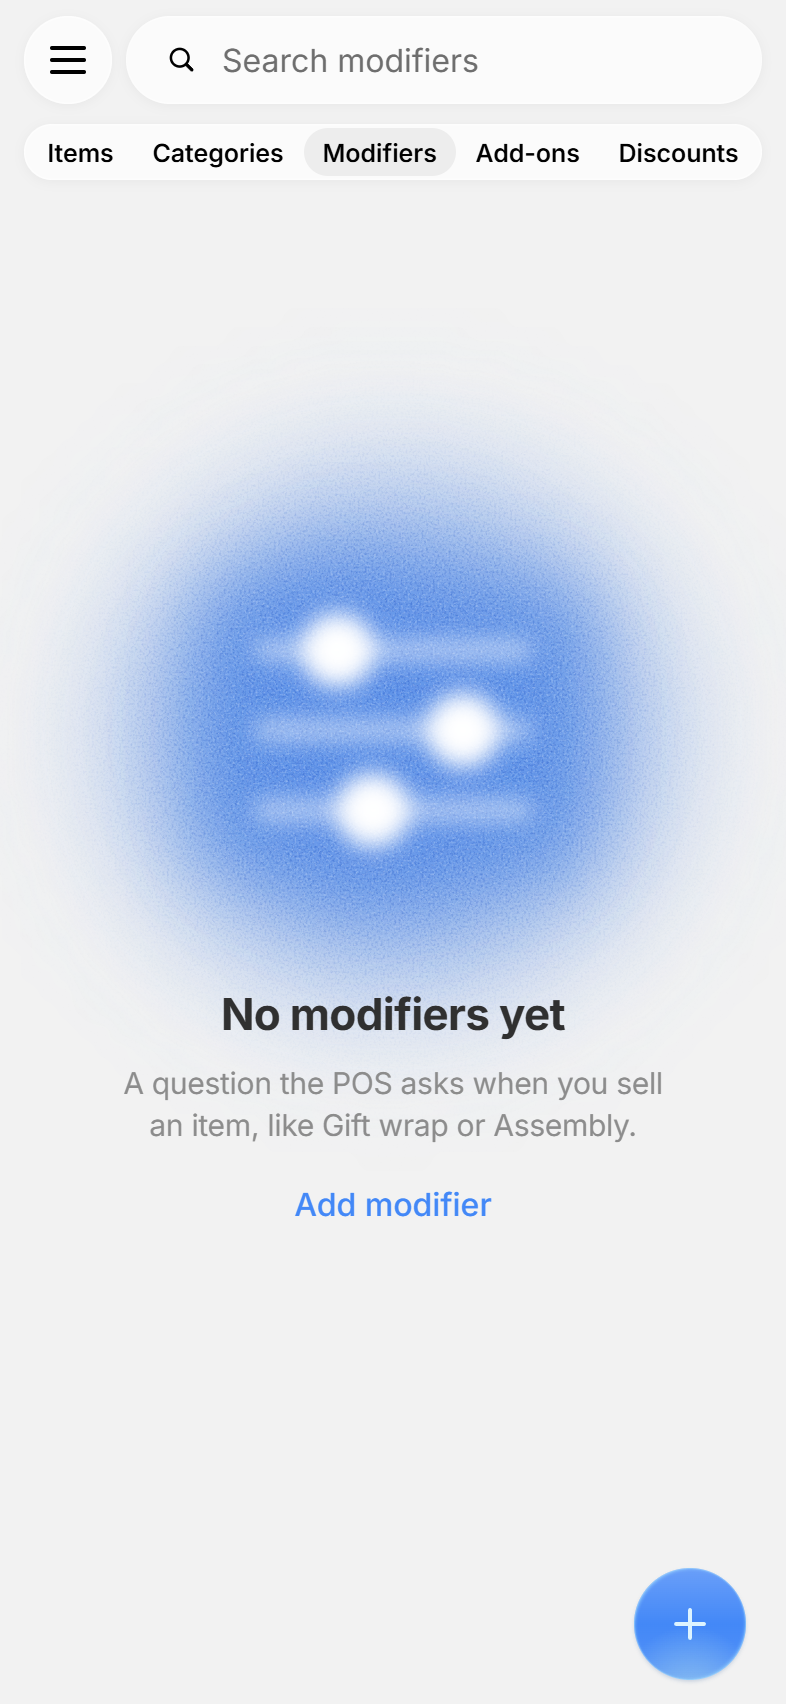 Search modifiers
Items Categories Modifiers Add-ons Discounts
No modifiers yet
A question the POS asks when you sell
an item, like Gift wrap or Assembly.
Add modifier